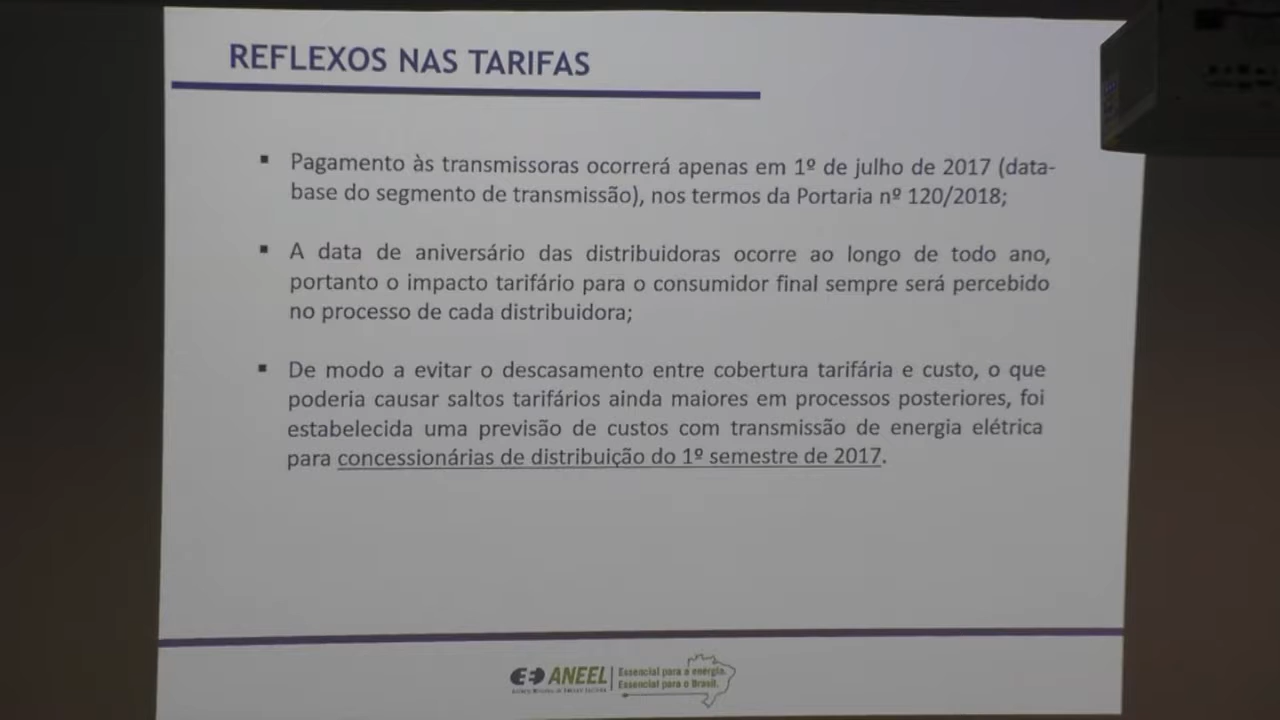 REFLEXOS NAS TARIFAS
▪ Pagamento às transmissoras ocorrerá apenas em 1º de julho de 2017 (data-
base do segmento de transmissão), nos termos da Portaria nº 120/2018;
▪ A data de aniversário das distribuidoras ocorre ao longo de todo ano,
portanto o impacto tarifário para o consumidor final sempre será percebido
no processo de cada distribuidora;
▪ De modo a evitar o descasamento entre cobertura tarifária e custo, o que
poderia causar saltos tarifários ainda maiores em processos posteriores, foi
estabelecida uma previsão de custos com transmissão de energia elétrica
para concessionárias de distribuição do 1º semestre de 2017.
ANEEL
Agência Nacional de Energia Elétrica
Essencial para a energia.
Essencial para o Brasil.